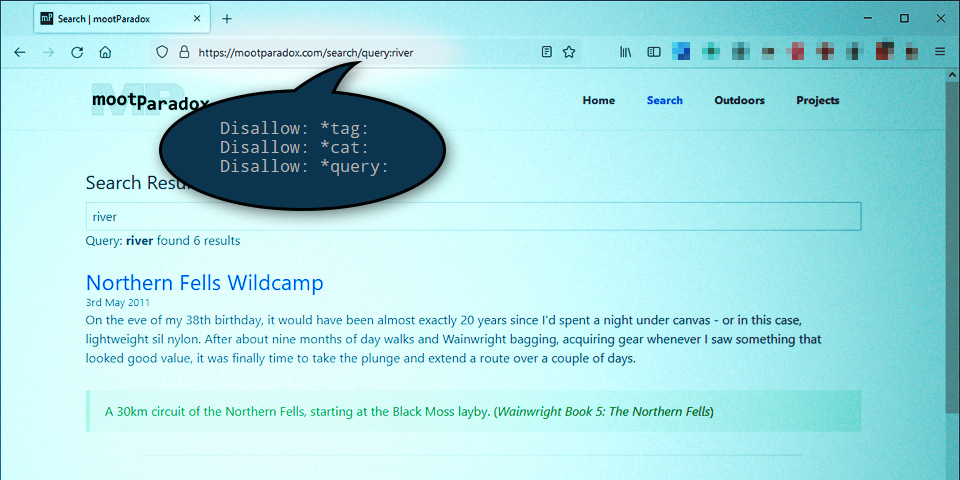 mP Search | mootParadox
https://mootparadox.com/search/query:river
MP
mootParadox
Home Search Outdoors Projects
Disallow: *tag:
Disallow: *cat:
Disallow: *query:
Search Resu
river
Query: river found 6 results
Northern Fells Wildcamp
3rd May 2011
On the eve of my 38th birthday, it would have been almost exactly 20 years since I'd spent a night under canvas - or in this case,
lightweight sil nylon. After about nine months of day walks and Wainwright bagging, acquiring gear whenever I saw something that
looked good value, it was finally time to take the plunge and extend a route over a couple of days.
A 30km circuit of the Northern Fells, starting at the Black Moss layby. (Wainwright Book 5: The Northern Fells)